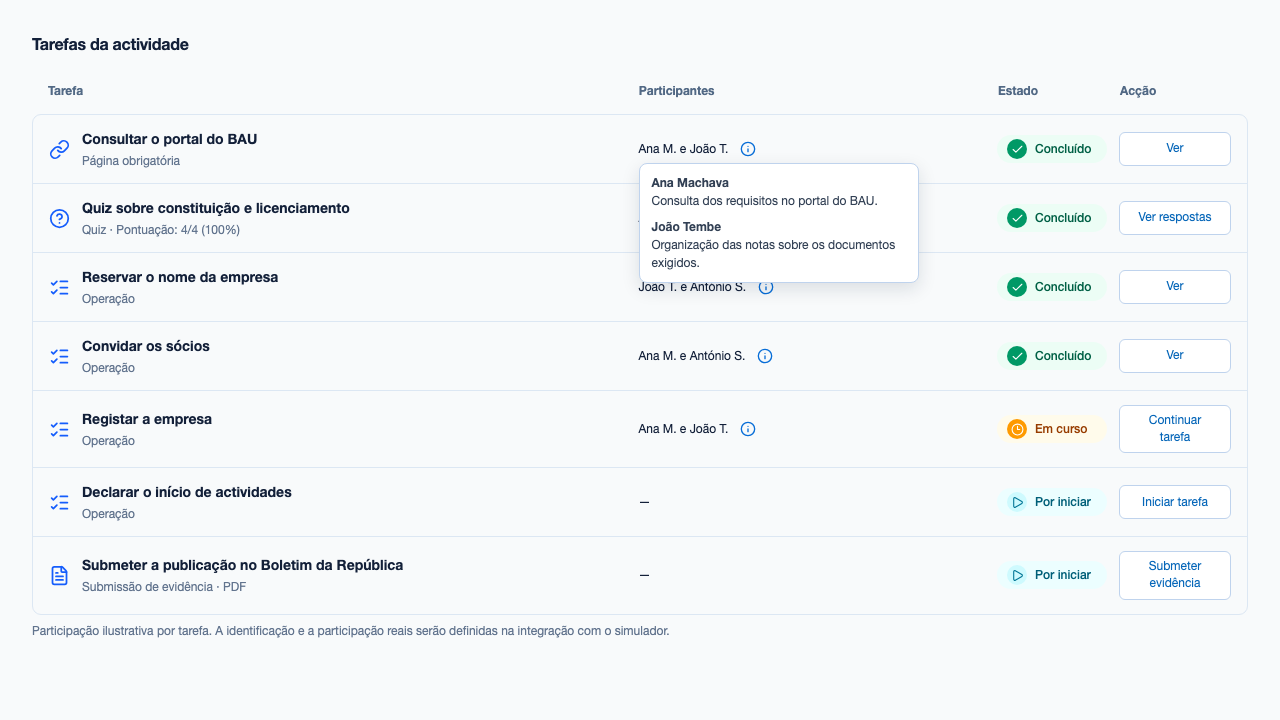 Tarefas da actividade
Tarefa Participantes Estado Acção
Consultar o portal do BAU
Página obrigatória
Ana M. e João T.
Concluído
Ver
Ana Machava
Consulta dos requisitos no portal do BAU.
João Tembe
Organização das notas sobre os documentos
exigidos.
Quiz sobre constituição e licenciamento
Quiz · Pontuação: 4/4 (100%)
Concluído
Ver respostas
Reservar o nome da empresa
Operação
João T. e António S.
Concluído
Ver
Convidar os sócios
Operação
Ana M. e António S.
Concluído
Ver
Registar a empresa
Operação
Ana M. e João T.
Em curso
Continuar
tarefa
Declarar o início de actividades
Operação
—
Por iniciar
Iniciar tarefa
Submeter a publicação no Boletim da República
Submissão de evidência · PDF
—
Por iniciar
Submeter
evidência
Participação ilustrativa por tarefa. A identificação e a participação reais serão definidas na integração com o simulador.